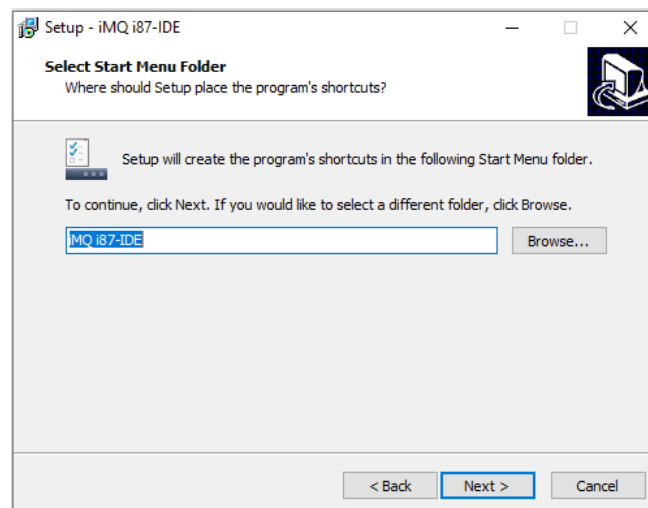 Setup - iMQ i87-IDE
Select Start Menu Folder
Where should Setup place the program's shortcuts?
Setup will create the program's shortcuts in the following Start Menu folder.
To continue, click Next. If you would like to select a different folder, click Browse.
iMQ i87-IDE
Browse...
< Back
Next >
Cancel